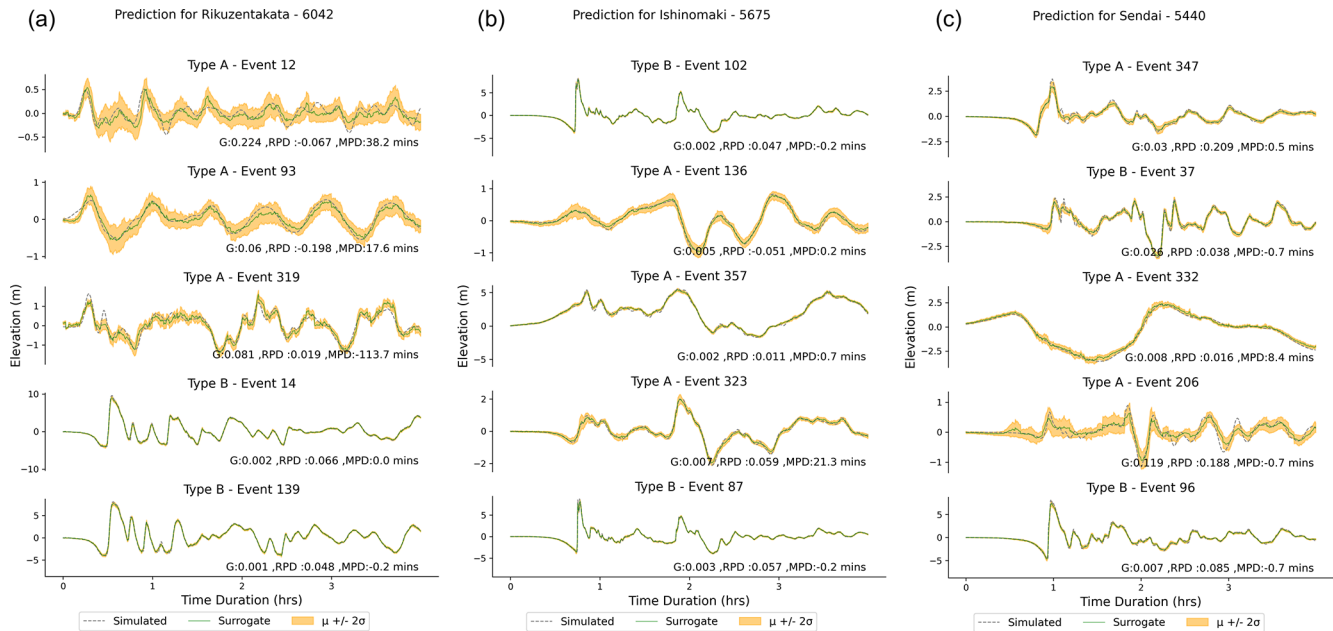 (a)
Prediction for Rikuzentakata - 6042
Type A - Event 12
0.5
0.0
−0.5
G:0.224 ,RPD :-0.067 ,MPD:38.2 mins
Type A - Event 93
1
0
−1
G:0.06 ,RPD :-0.198 ,MPD:17.6 mins
Type A - Event 319
1
0
−1
G:0.081 ,RPD :0.019 ,MPD:-113.7 mins
Type B - Event 14
10
0
−10
G:0.002 ,RPD :0.066 ,MPD:0.0 mins
Type B - Event 139
5
0
−5
G:0.001 ,RPD :0.048 ,MPD:-0.2 mins
Elevation (m)
0 1 2 3
Time Duration (hrs)
Simulated Surrogate μ +/- 2σ
(b)
Prediction for Ishinomaki - 5675
Type B - Event 102
5
0
−5
G:0.002 ,RPD :0.047 ,MPD:-0.2 mins
Type A - Event 136
1
0
−1
G:0.005 ,RPD :-0.051 ,MPD:0.2 mins
Type A - Event 357
5
0
−5
G:0.002 ,RPD :0.011 ,MPD:0.7 mins
Type A - Event 323
2
0
−2
G:0.007 ,RPD :0.059 ,MPD:21.3 mins
Type B - Event 87
5
0
−5
G:0.003 ,RPD :0.057 ,MPD:-0.2 mins
Elevation (m)
0 1 2 3
Time Duration (hrs)
Simulated Surrogate μ +/- 2σ
(c)
Prediction for Sendai - 5440
Type A - Event 347
2.5
0.0
−2.5
G:0.03 ,RPD :0.209 ,MPD:0.5 mins
Type B - Event 37
2.5
0.0
−2.5
G:0.026 ,RPD :0.038 ,MPD:-0.7 mins
Type A - Event 332
2.5
0.0
−2.5
G:0.008 ,RPD :0.016 ,MPD:8.4 mins
Type A - Event 206
1
0
−1
G:0.119 ,RPD :0.188 ,MPD:-0.7 mins
Type B - Event 96
5
0
−5
G:0.007 ,RPD :0.085 ,MPD:-0.7 mins
Elevation (m)
0 1 2 3
Time Duration (hrs)
Simulated Surrogate μ +/- 2σ